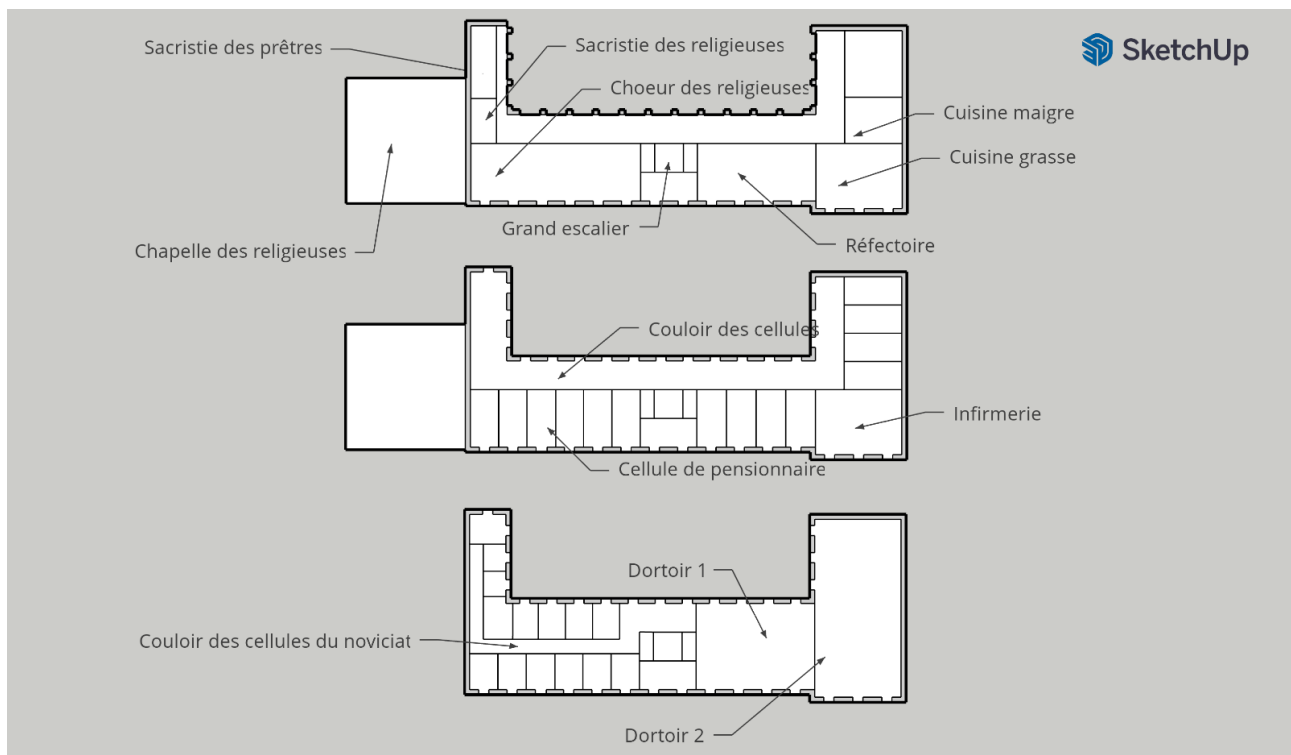 SketchUp
Sacristie des prêtres
Sacristie des religieuses
Choeur des religieuses
Cuisine maigre
Cuisine grasse
Grand escalier
Réfectoire
Chapelle des religieuses
Couloir des cellules
Infirmerie
Cellule de pensionnaire
Dortoir 1
Couloir des cellules du noviciat
Dortoir 2